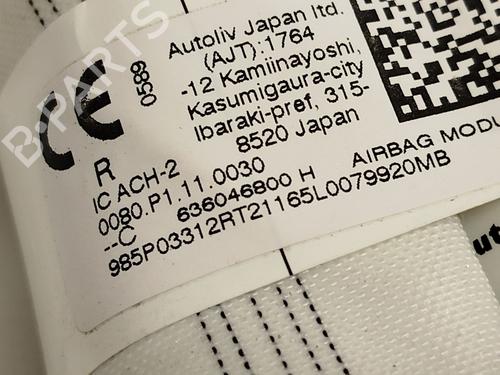 Autoliv Japan ltd.
(AJT):1764
-12 Kamiinayoshi,
Kasumigaura-city
Ibaraki-pref, 315-
8520 Japan
CE
0589
R
IC ACH-2
0080.P1.11.0030
--C 636046800 H AIRBAG MODU
985P03312RT21165L0079920MB
B-PARTS